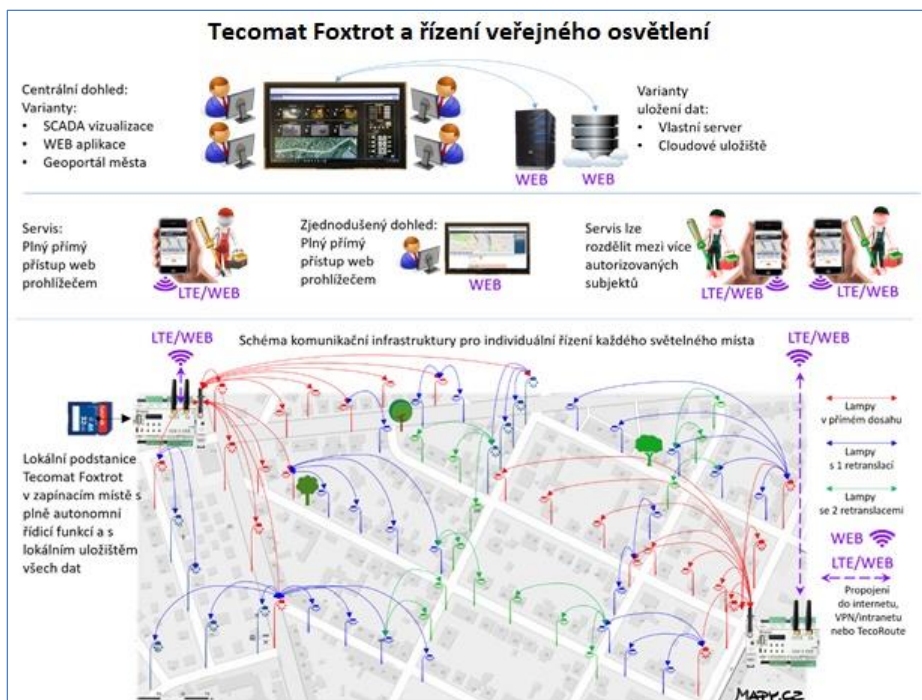 Tecomat Foxtrot a řízení veřejného osvětlení
Centrální dohled:
Varianty:
• SCADA vizualizace
• WEB aplikace
• Geoportál města
WEB
WEB
Varianty
uložení dat:
• Vlastní server
• Cloudové uložiště
Servis:
Plný přímý
přístup web
prohlížečem
LTE/WEB
Zjednodušený dohled:
Plný přímý
přístup web
prohlížečem
WEB
Servis lze
rozdělit mezi více
autorizovaných
subjektů
LTE/WEB
LTE/WEB
LTE/WEB
Schéma komunikační infrastruktury pro individuální řízení každého světelného místa
LTE/WEB
Lokální podstanice
Tecomat Foxtrot
v zapínacím místě s
plně autonomní
řídicí funkcí a s
lokálním uložištěm
všech dat
Lampy
v přímém dosahu
Lampy
s 1 retranslací
Lampy
se 2 retranslacemi
WEB
LTE/WEB
Propojení
do internetu,
VPN/intranetu
nebo TecoRoute
MAPY.CZ